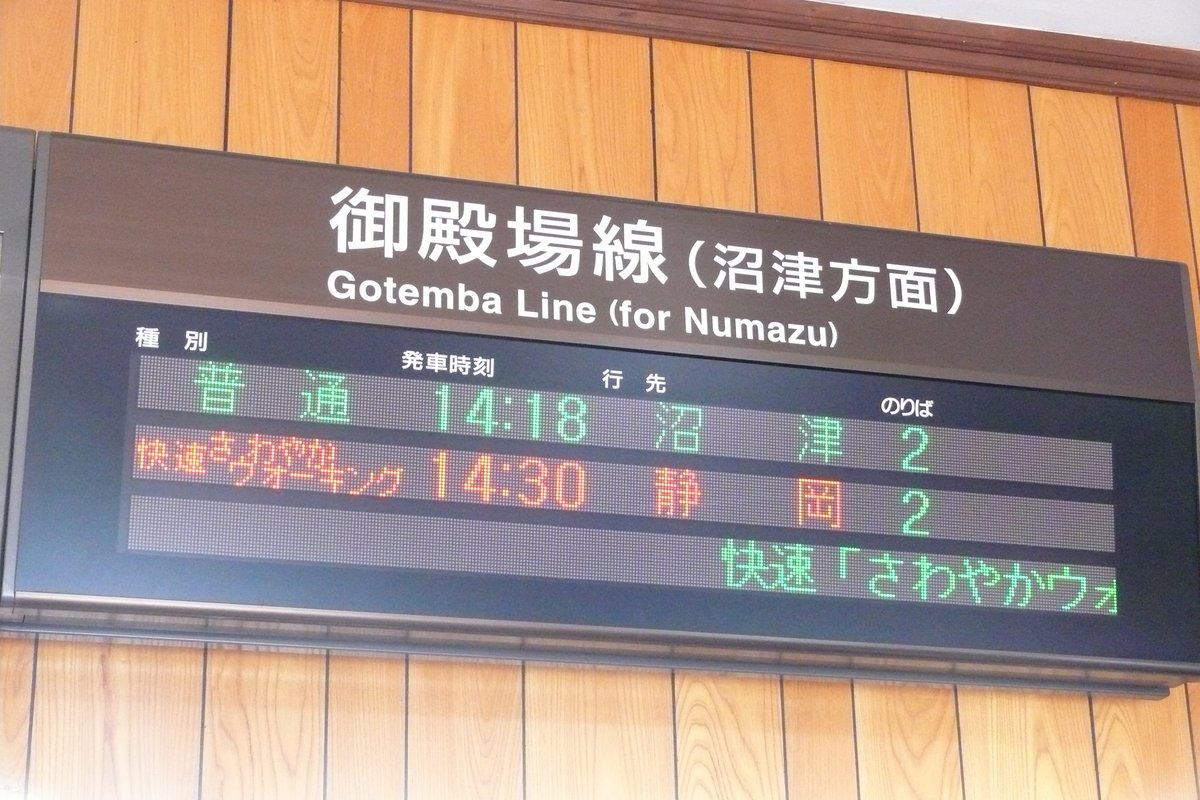 御殿場線（沼津方面）
Gotemba Line (for Numazu)
種別 発車時刻 行先 のりば
普通 14:18 沼津 2
快速さわやかウォーキング 14:30 静岡 2
快速「さわやかウォ